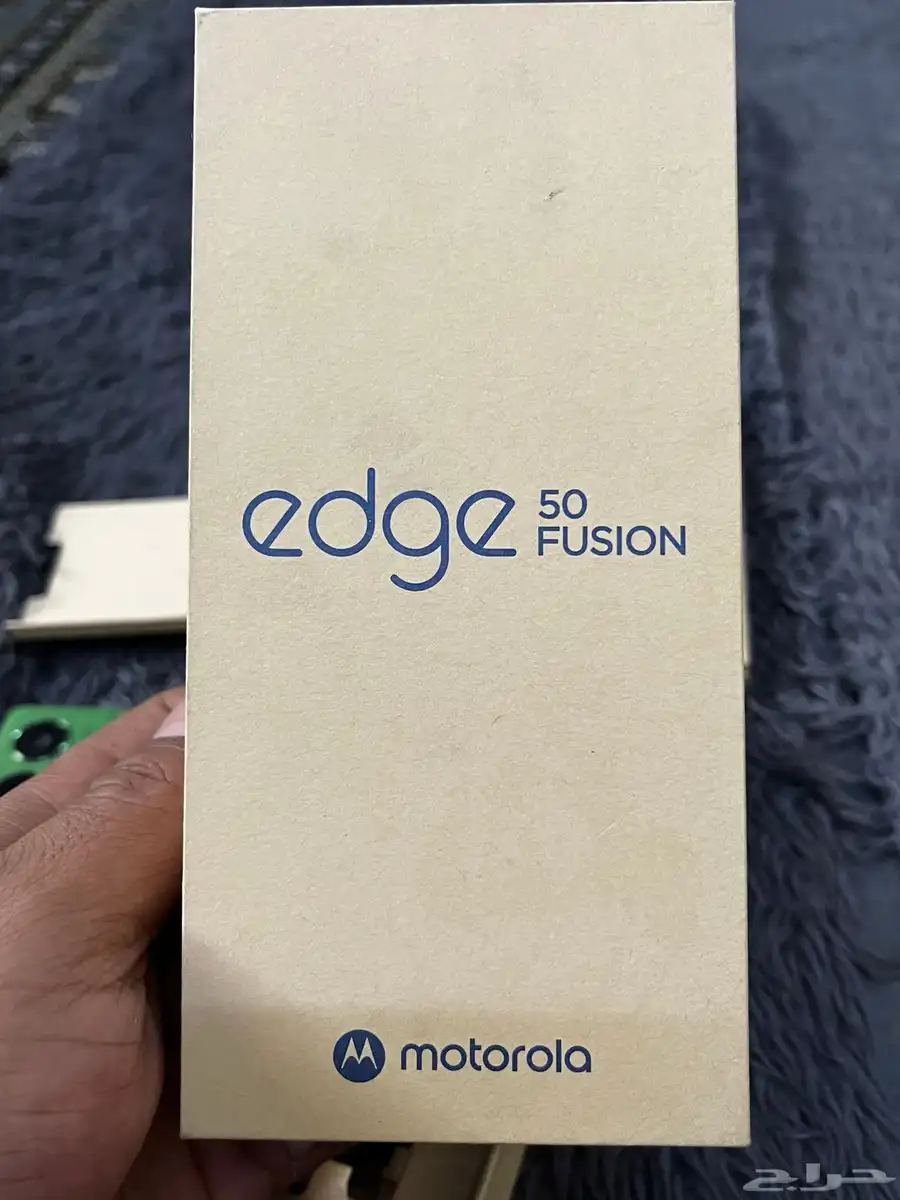 edge 50
FUSION
motorola
حراج